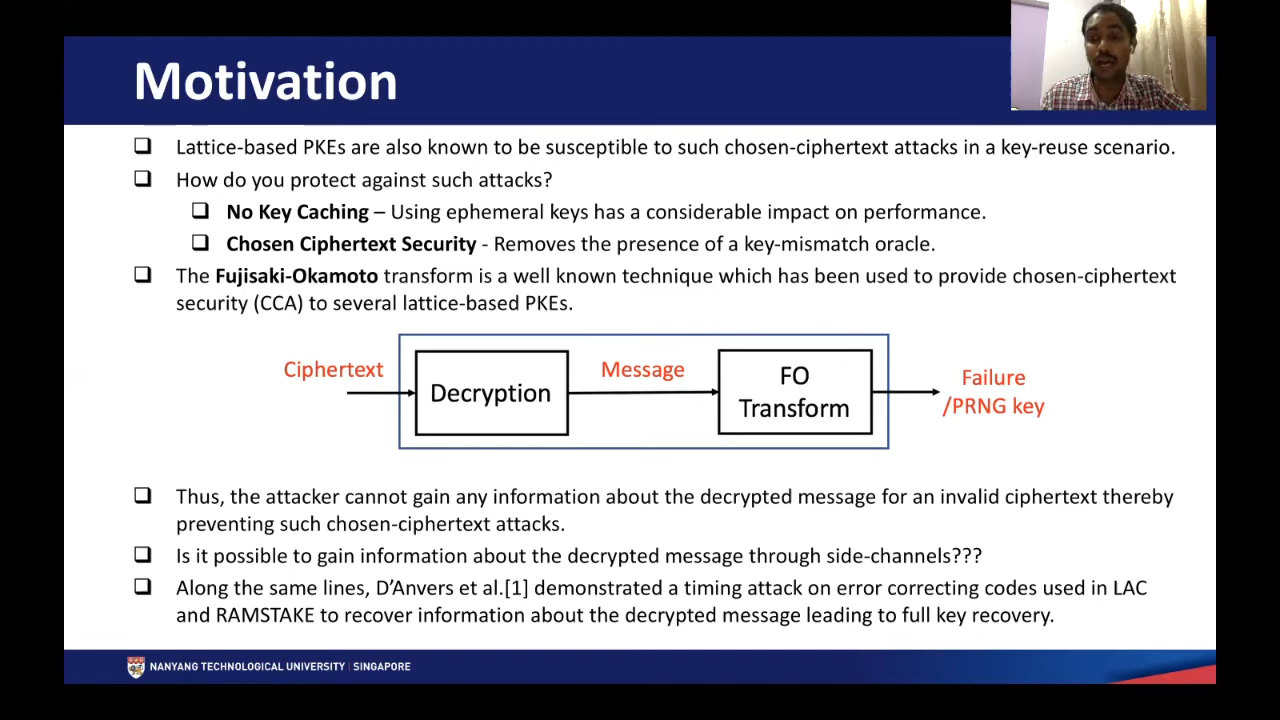 Motivation
Lattice-based PKEs are also known to be susceptible to such chosen-ciphertext attacks in a key-reuse scenario.
How do you protect against such attacks?
No Key Caching – Using ephemeral keys has a considerable impact on performance.
Chosen Ciphertext Security - Removes the presence of a key-mismatch oracle.
The Fujisaki-Okamoto transform is a well known technique which has been used to provide chosen-ciphertext
security (CCA) to several lattice-based PKEs.
Ciphertext
Decryption
Message
FO
Transform
Failure
/PRNG key
Thus, the attacker cannot gain any information about the decrypted message for an invalid ciphertext thereby
preventing such chosen-ciphertext attacks.
Is it possible to gain information about the decrypted message through side-channels???
Along the same lines, D’Anvers et al.[1] demonstrated a timing attack on error correcting codes used in LAC
and RAMSTAKE to recover information about the decrypted message leading to full key recovery.
NANYANG TECHNOLOGICAL UNIVERSITY | SINGAPORE